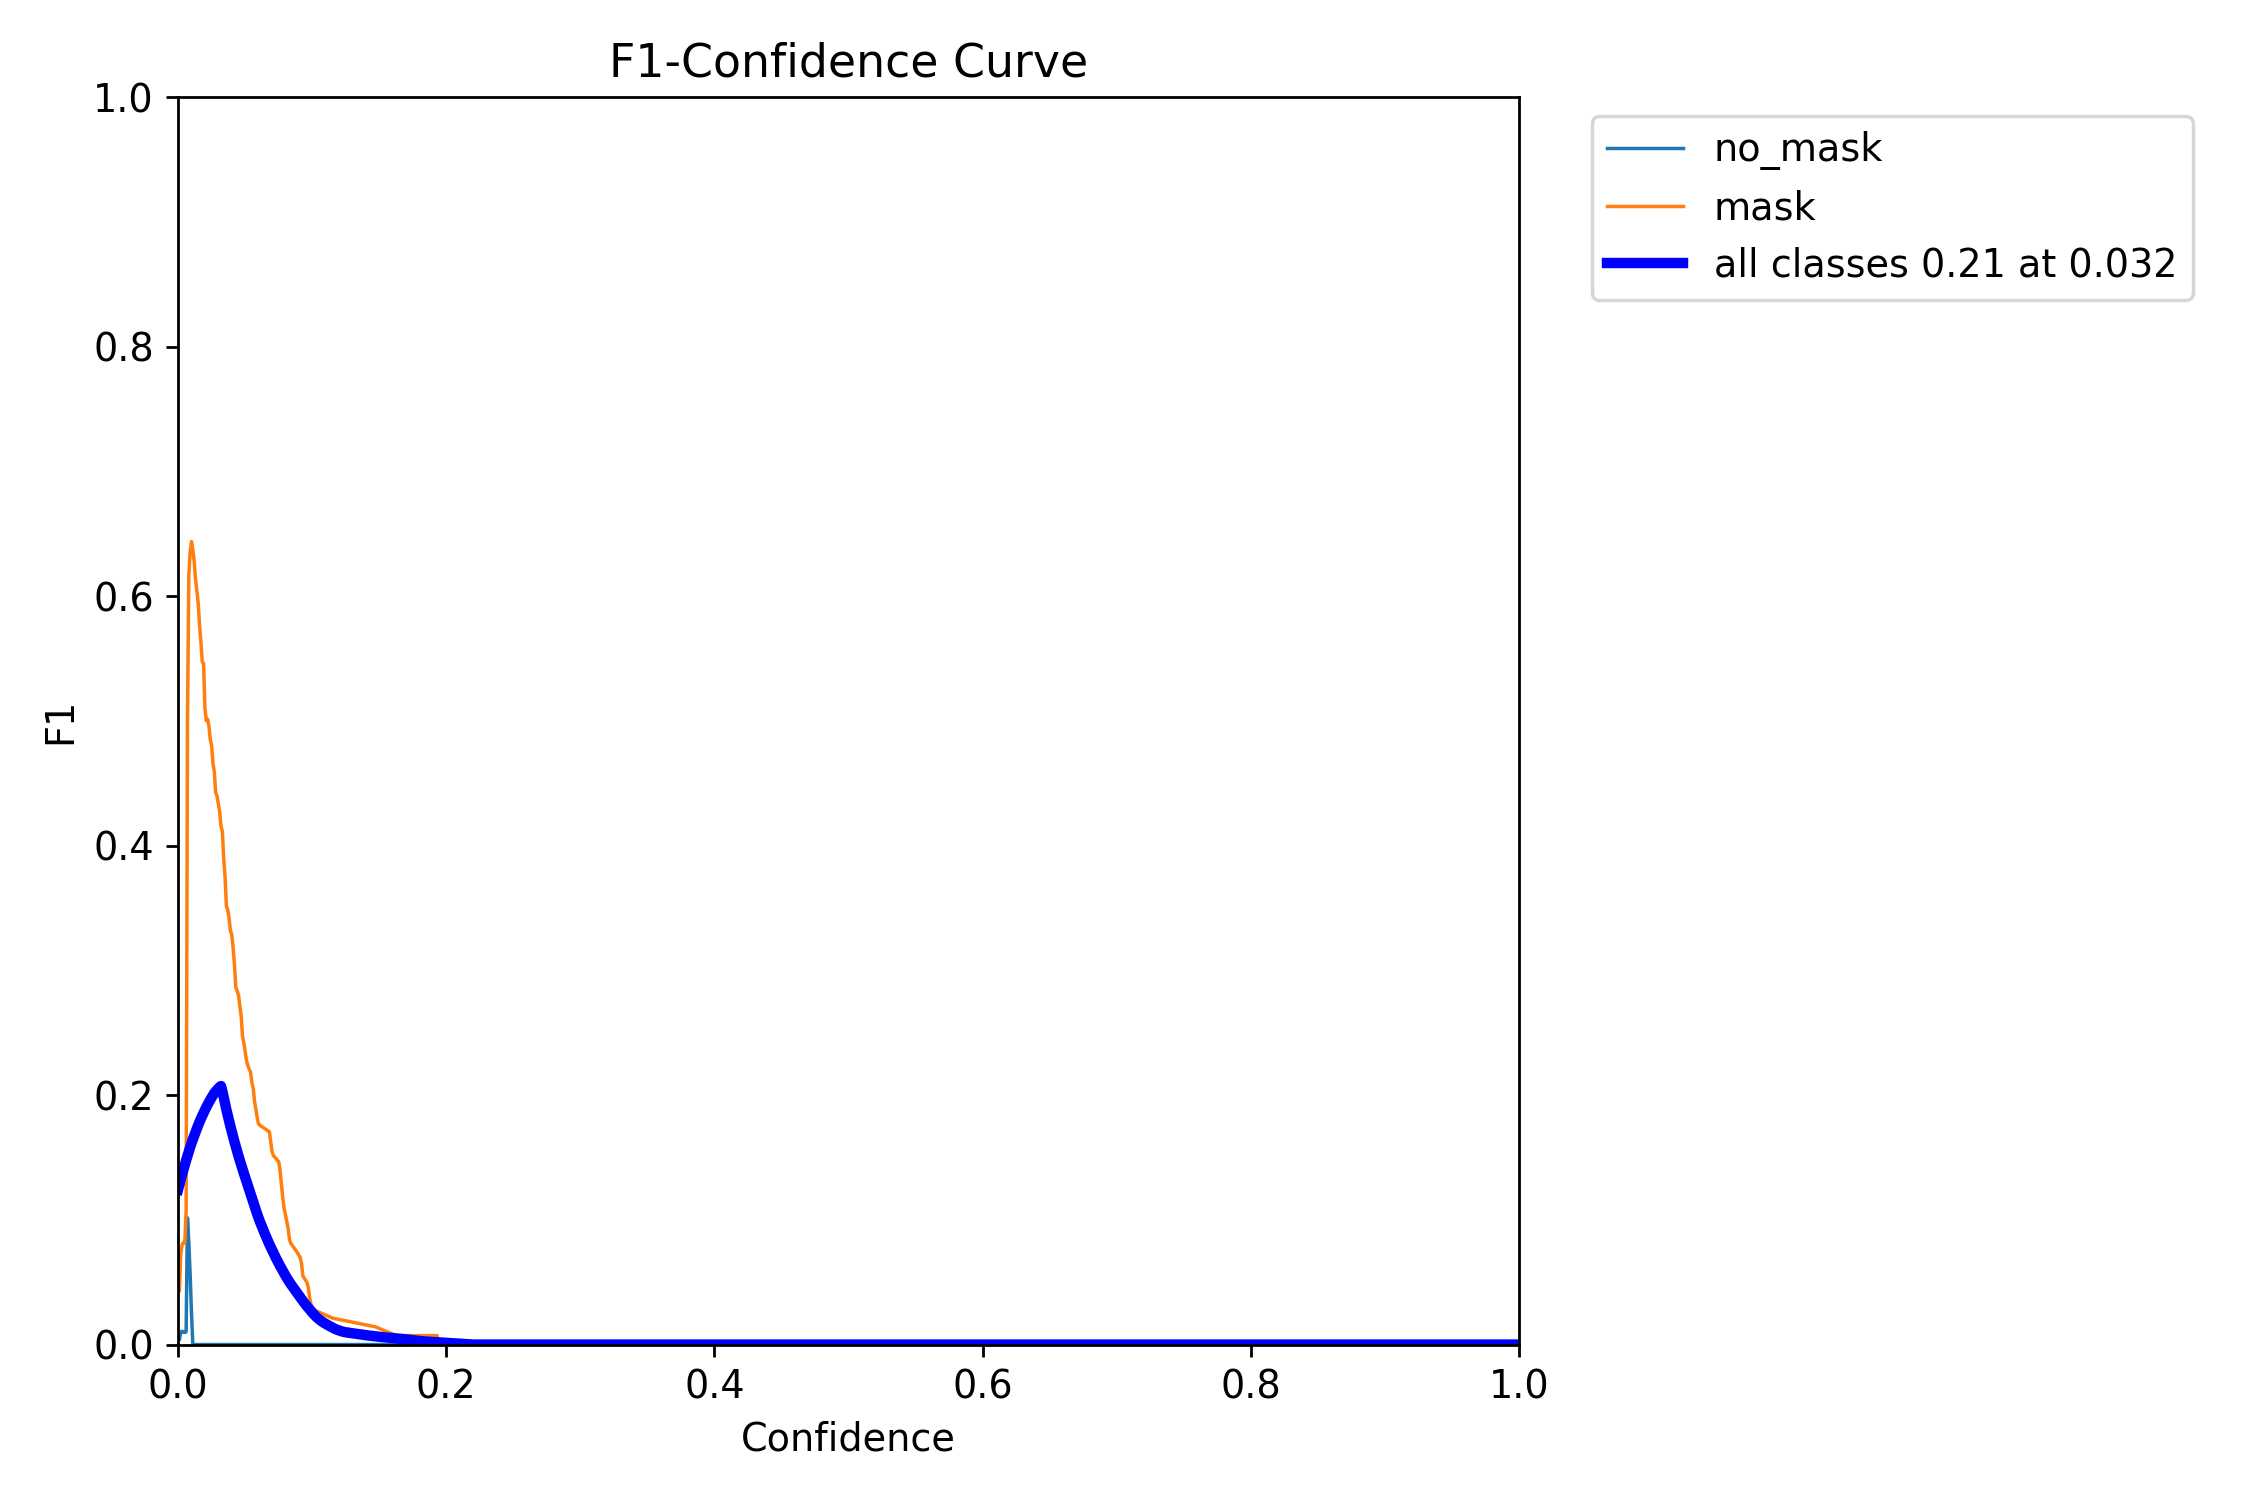 F1-Confidence Curve
1.0
0.8
0.6
0.4
0.2
0.0
F1
0.0 0.2 0.4 0.6 0.8 1.0
Confidence
no_mask
mask
all classes 0.21 at 0.032